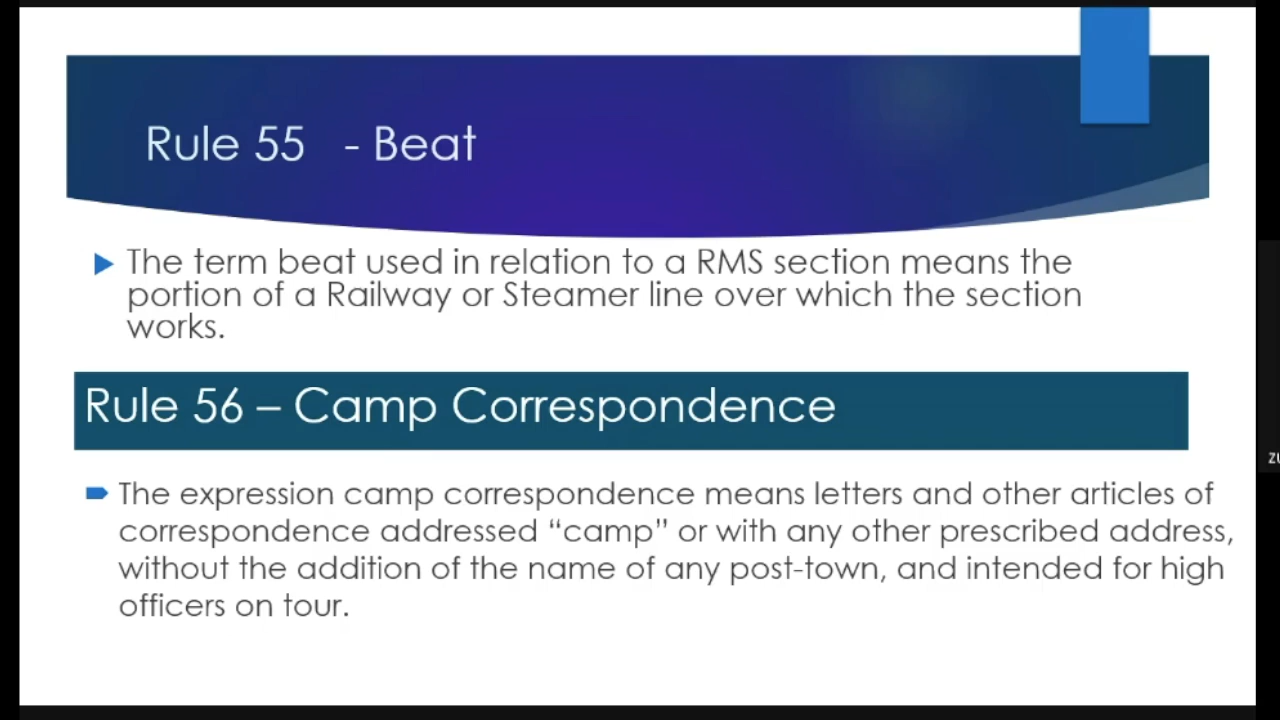 Rule 55 - Beat
The term beat used in relation to a RMS section means the
portion of a Railway or Steamer line over which the section
works.
Rule 56 – Camp Correspondence
The expression camp correspondence means letters and other articles of
correspondence addressed “camp” or with any other prescribed address,
without the addition of the name of any post-town, and intended for high
officers on tour.